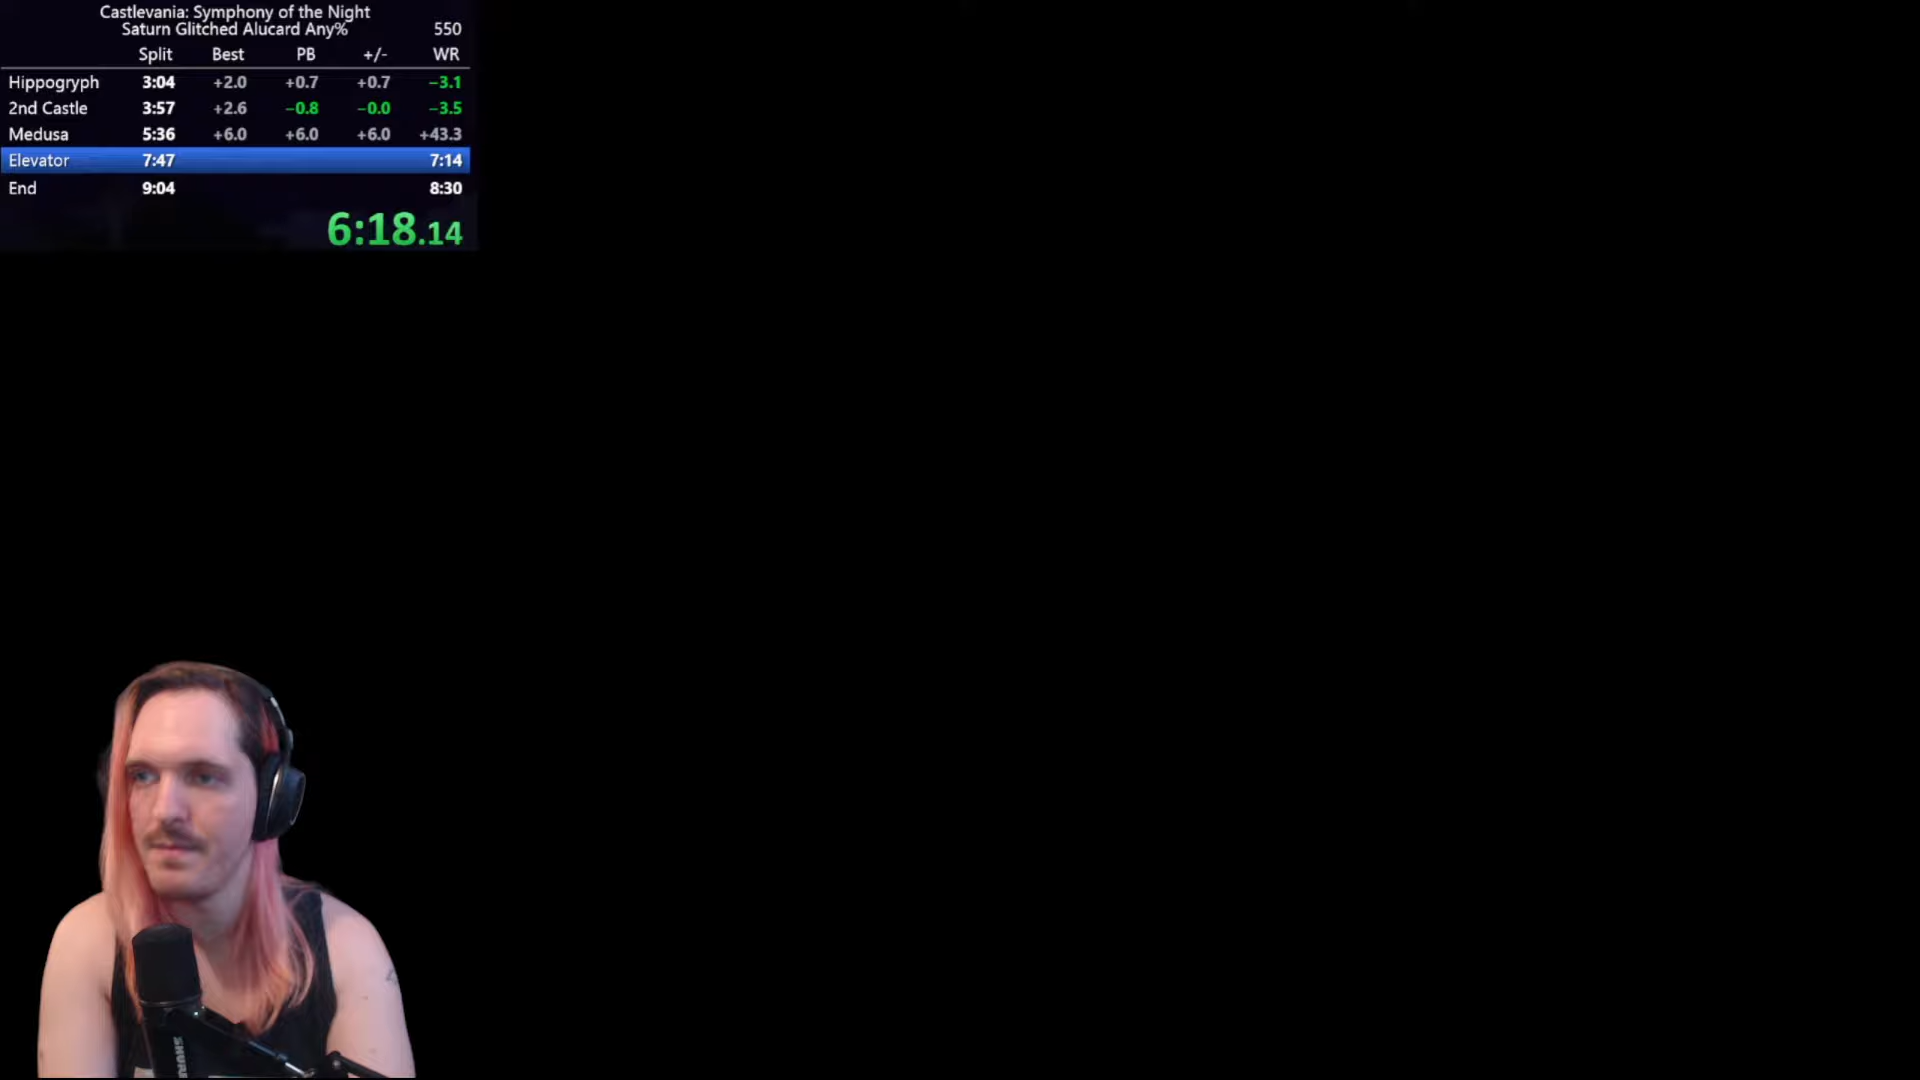 Castlevania: Symphony of the Night
Saturn Glitched Alucard Any% 550
Split Best PB +/- WR
Hippogryph 3:04 +2.0 +0.7 +0.7 −3.1
2nd Castle 3:57 +2.6 −0.8 −0.0 −3.5
Medusa 5:36 +6.0 +6.0 +6.0 +43.3
Elevator 7:47 7:14
End 9:04 8:30
6:18.14
SHURE